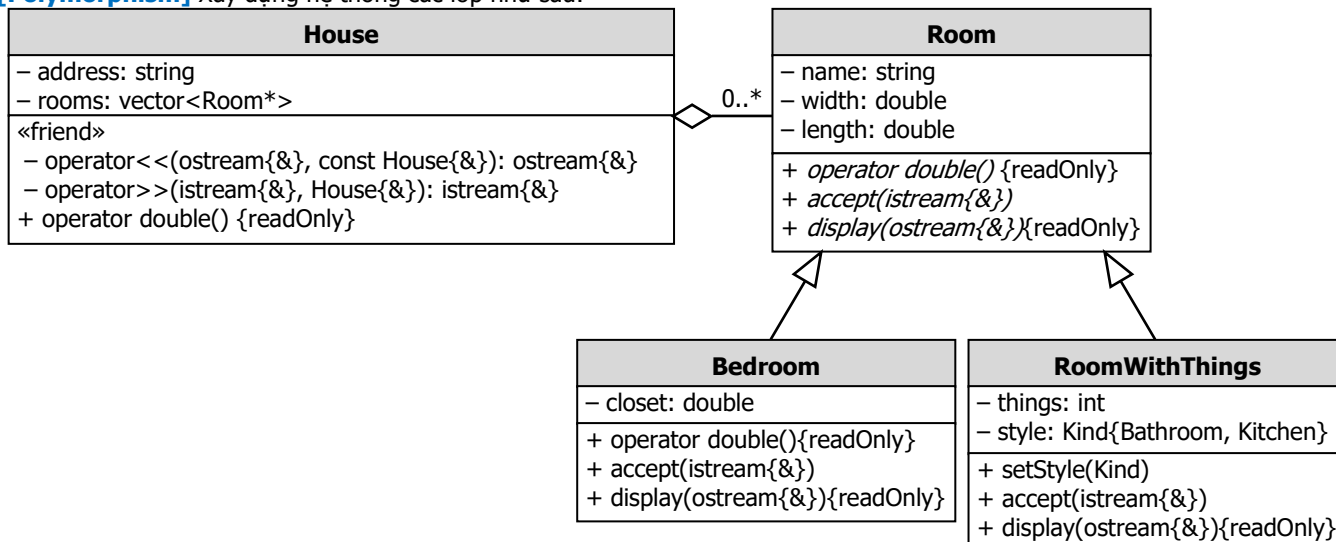 [Polymorphism] Xây dựng hệ thống các lớp như sau:
House
– address: string
– rooms: vector<Room*>
«friend»
– operator<<(ostream{&}, const House{&}): ostream{&}
– operator>>(istream{&}, House{&}): istream{&}
+ operator double() {readOnly}
0..*
Room
– name: string
– width: double
– length: double
+ operator double() {readOnly}
+ accept(istream{&})
+ display(ostream{&}){readOnly}
Bedroom
– closet: double
+ operator double(){readOnly}
+ accept(istream{&})
+ display(ostream{&}){readOnly}
RoomWithThings
– things: int
– style: Kind{Bathroom, Kitchen}
+ setStyle(Kind)
+ accept(istream{&})
+ display(ostream{&}){readOnly}